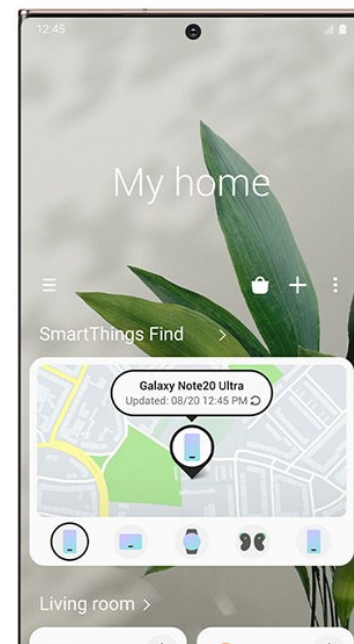 12:45
My home
SmartThings Find >
Galaxy Note20 Ultra
Updated: 08/20 12:45 PM
Living room >